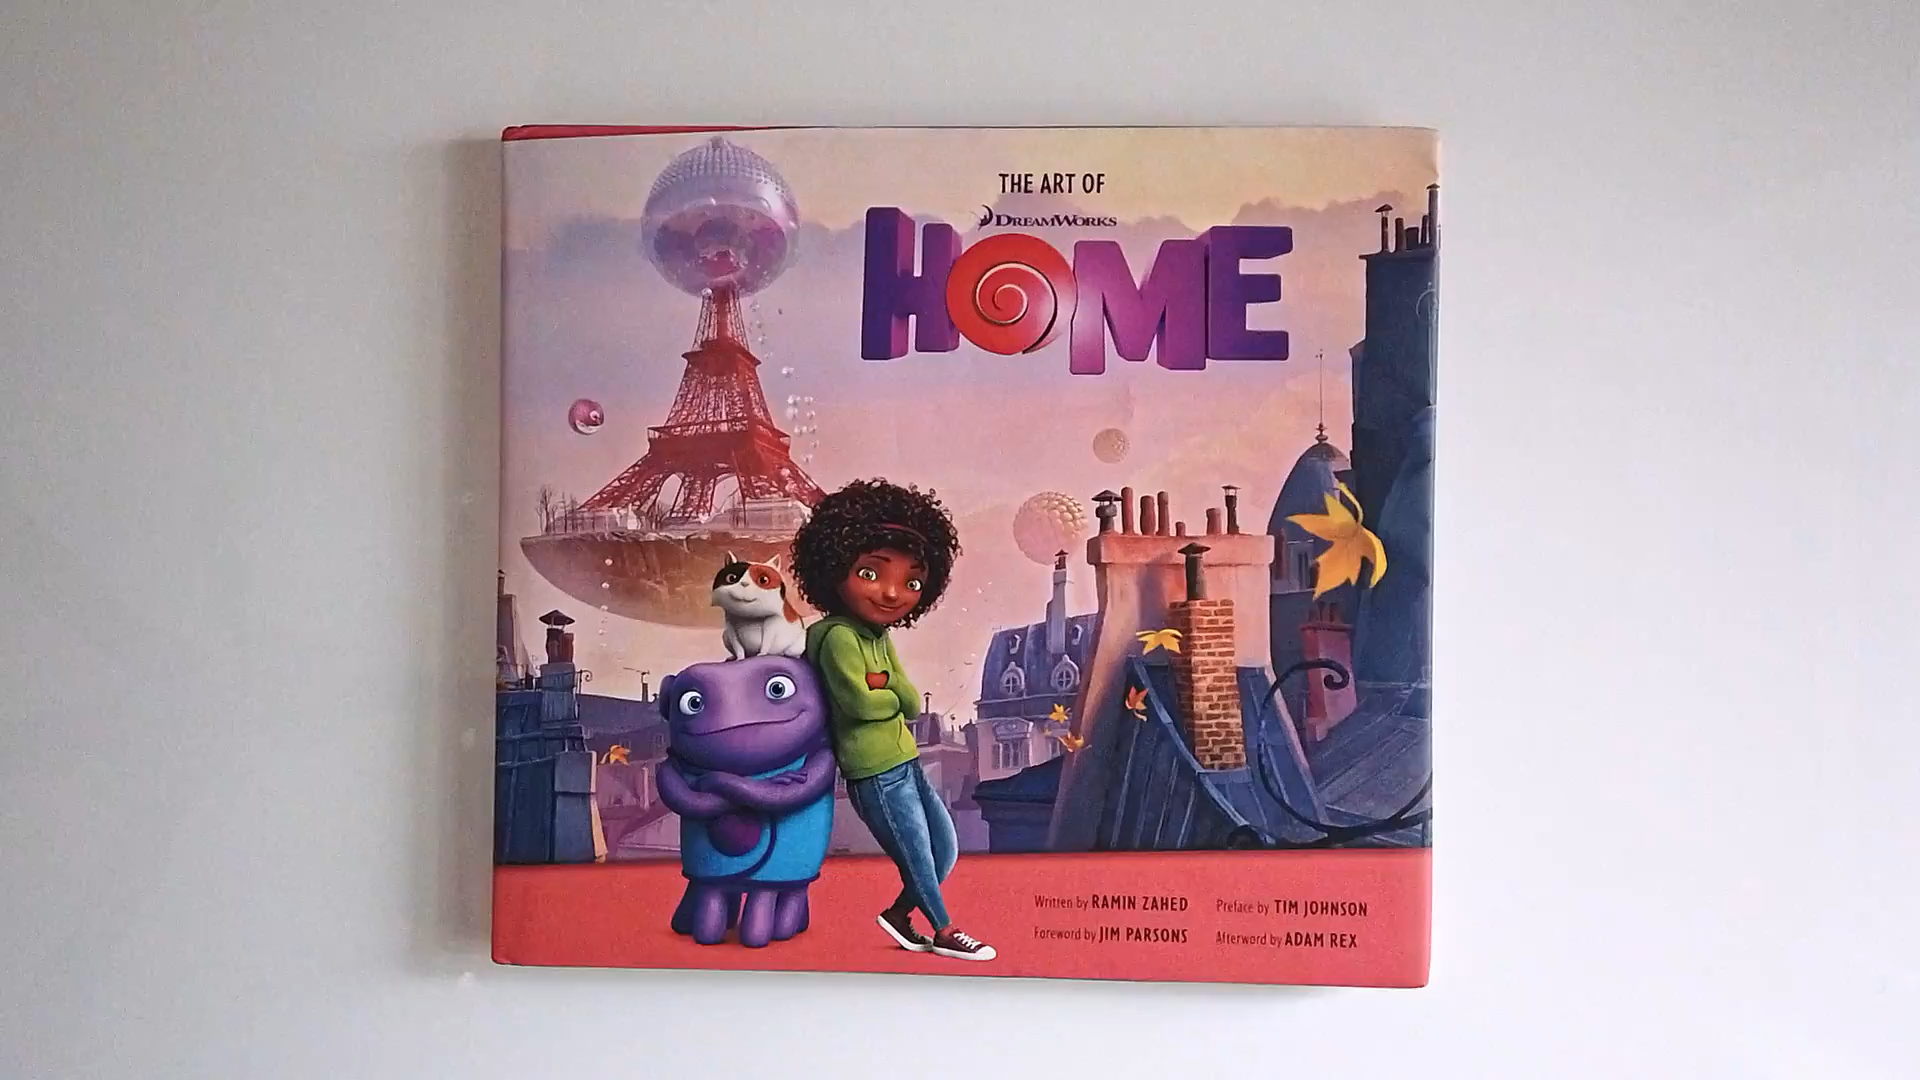 THE ART OF
DREAMWORKS
HOME
Written by RAMIN ZAHED
Foreword by JIM PARSONS
Preface by TIM JOHNSON
Afterword by ADAM REX